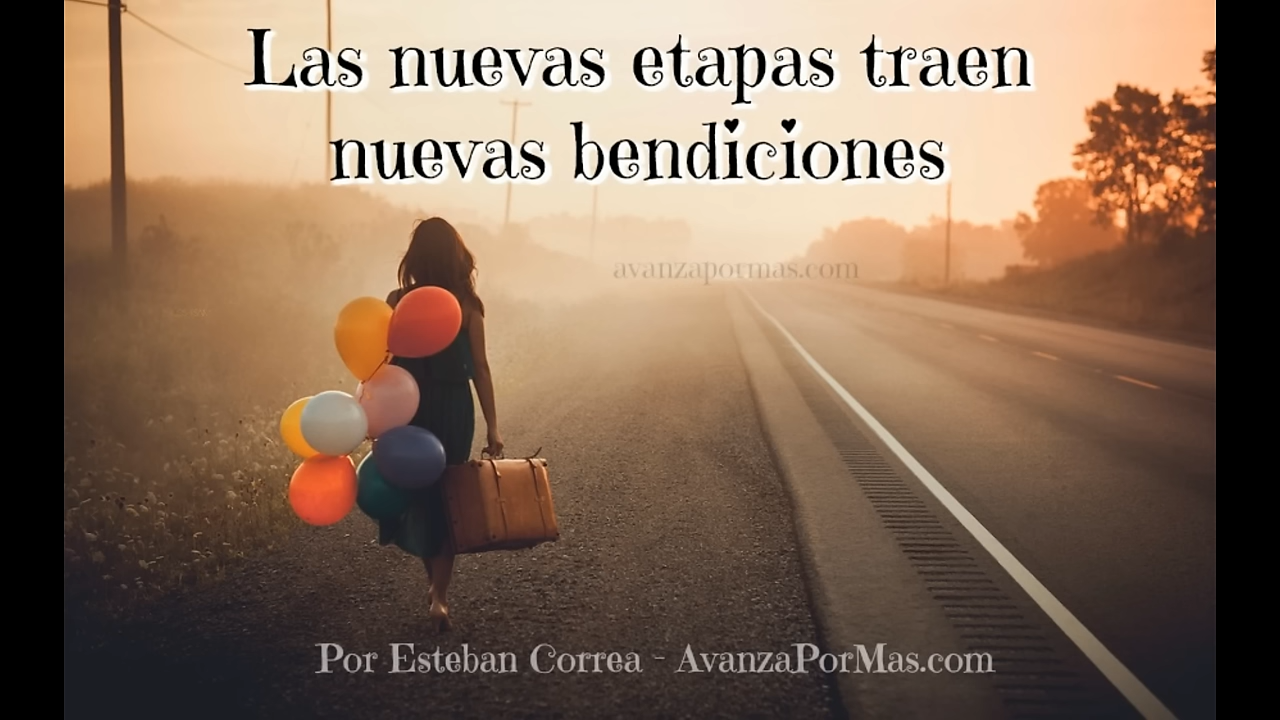 Las nuevas etapas traen
nuevas bendiciones
avanzapormas.com
Por Esteban Correa - AvanzaPorMas.com